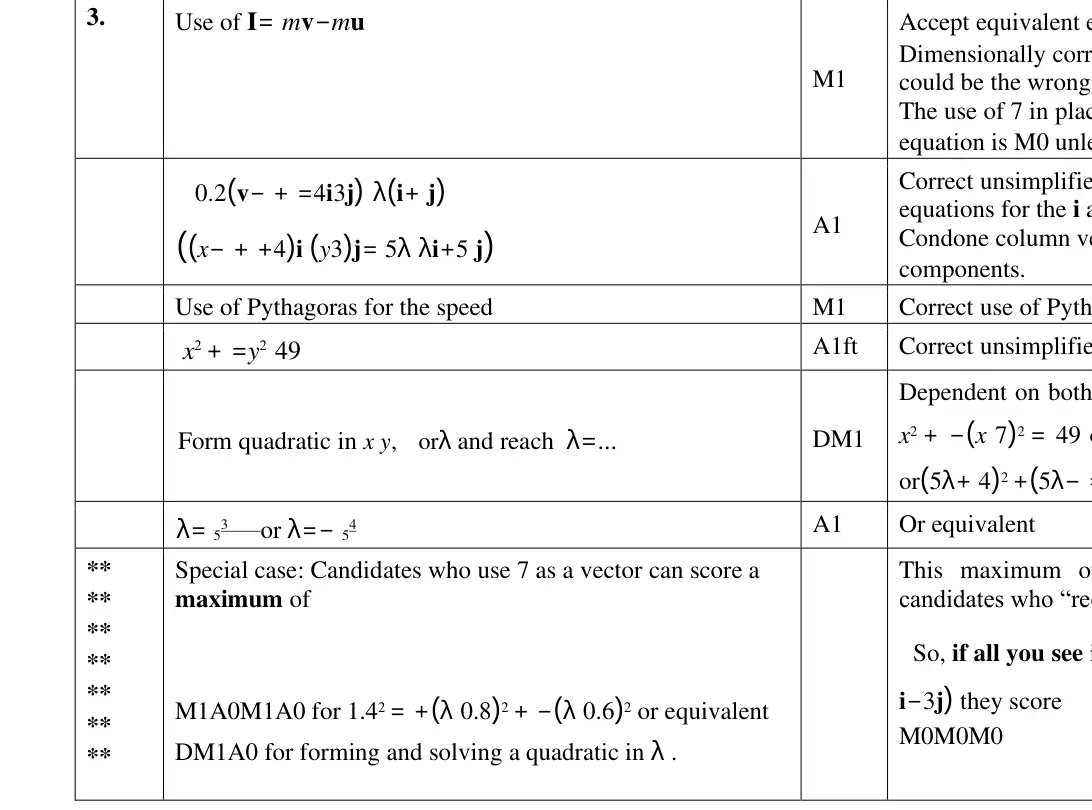 3.
Use of I= mv−mu
M1
Accept equivalent e
Dimensionally corr
could be the wrong
The use of 7 in plac
equation is M0 unle
0.2(v− + =4i3j) λ(i+ j)
((x− + +4)i (y3)j= 5λ λi+5 j)
A1
Correct unsimplifie
equations for the i a
Condone column ve
components.
Use of Pythagoras for the speed
M1
Correct use of Pyth
x² + =y² 49
A1ft
Correct unsimplifie
Form quadratic in x y, orλ and reach λ=...
DM1
Dependent on both
x² + −(x 7)² = 49
or(5λ+ 4)² +(5λ− =
λ= 5³ or λ=− 5⁴
A1
Or equivalent
**
**
**
**
**
**
**
Special case: Candidates who use 7 as a vector can score a
maximum of
M1A0M1A0 for 1.4² = +(λ 0.8)² + −(λ 0.6)² or equivalent
DM1A0 for forming and solving a quadratic in λ .
This maximum o
candidates who “re
So, if all you see i
i−3j) they score
M0M0M0